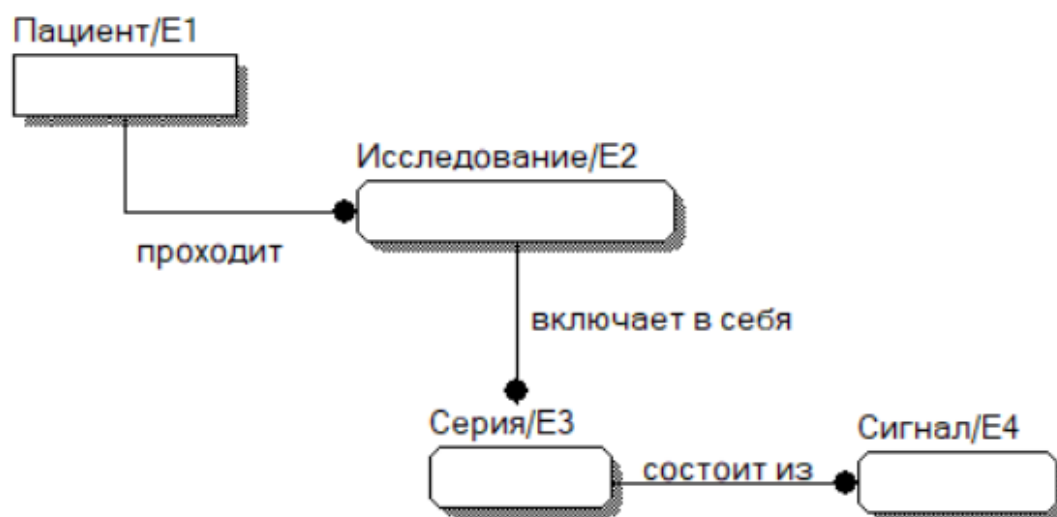 Пациент/E1
Исследование/E2
проходит
включает в себя
Серия/E3
Сигнал/E4
состоит из